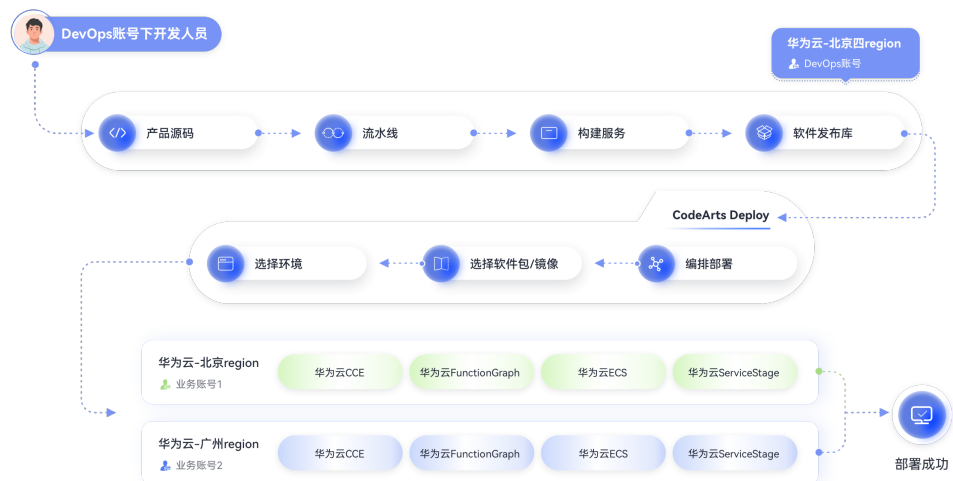 DevOps账号下开发人员
华为云-北京四region
DevOps账号
产品源码
流水线
构建服务
软件发布库
CodeArts Deploy
选择环境
选择软件包/镜像
编排部署
华为云-北京region
业务账号1
华为云CCE
华为云FunctionGraph
华为云ECS
华为云ServiceStage
华为云-广州region
业务账号2
华为云CCE
华为云FunctionGraph
华为云ECS
华为云ServiceStage
部署成功